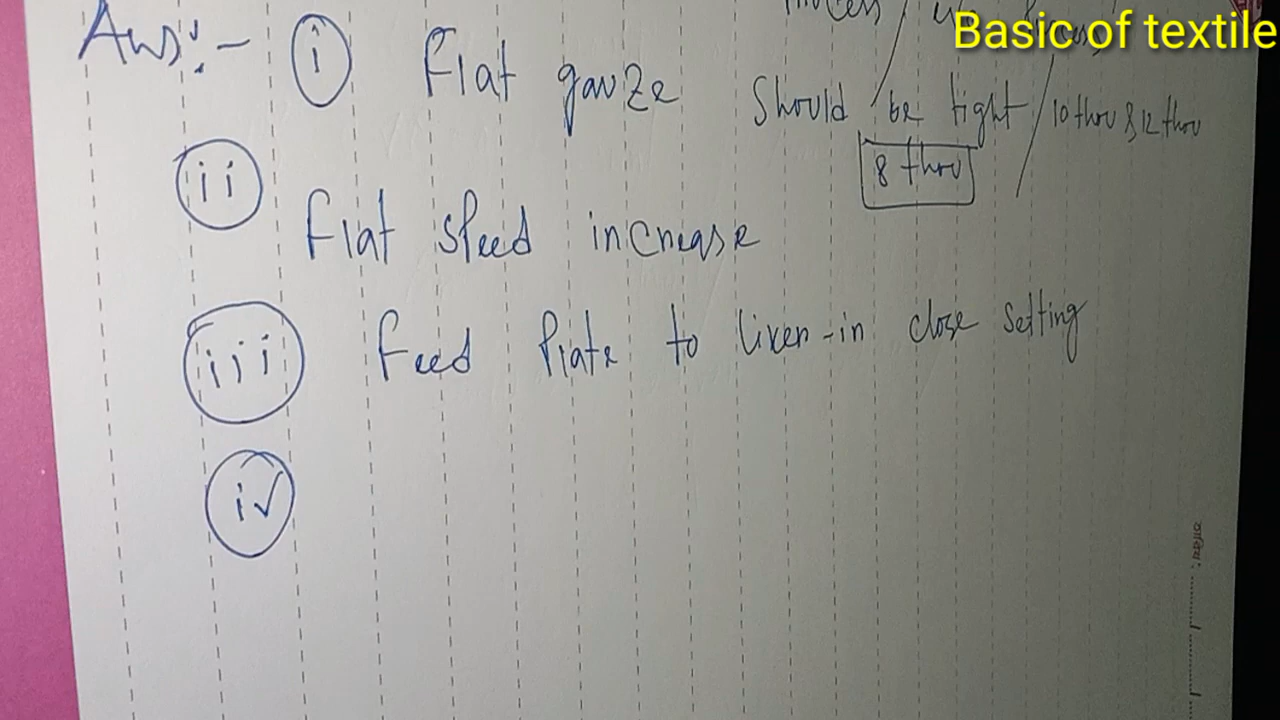 Basic of textile
Ans:- i Flat gauze should be tight / 10 thou & 12 thou
8 thou
ii Flat speed increase
iii Feed Plate to liker-in close setting
iv